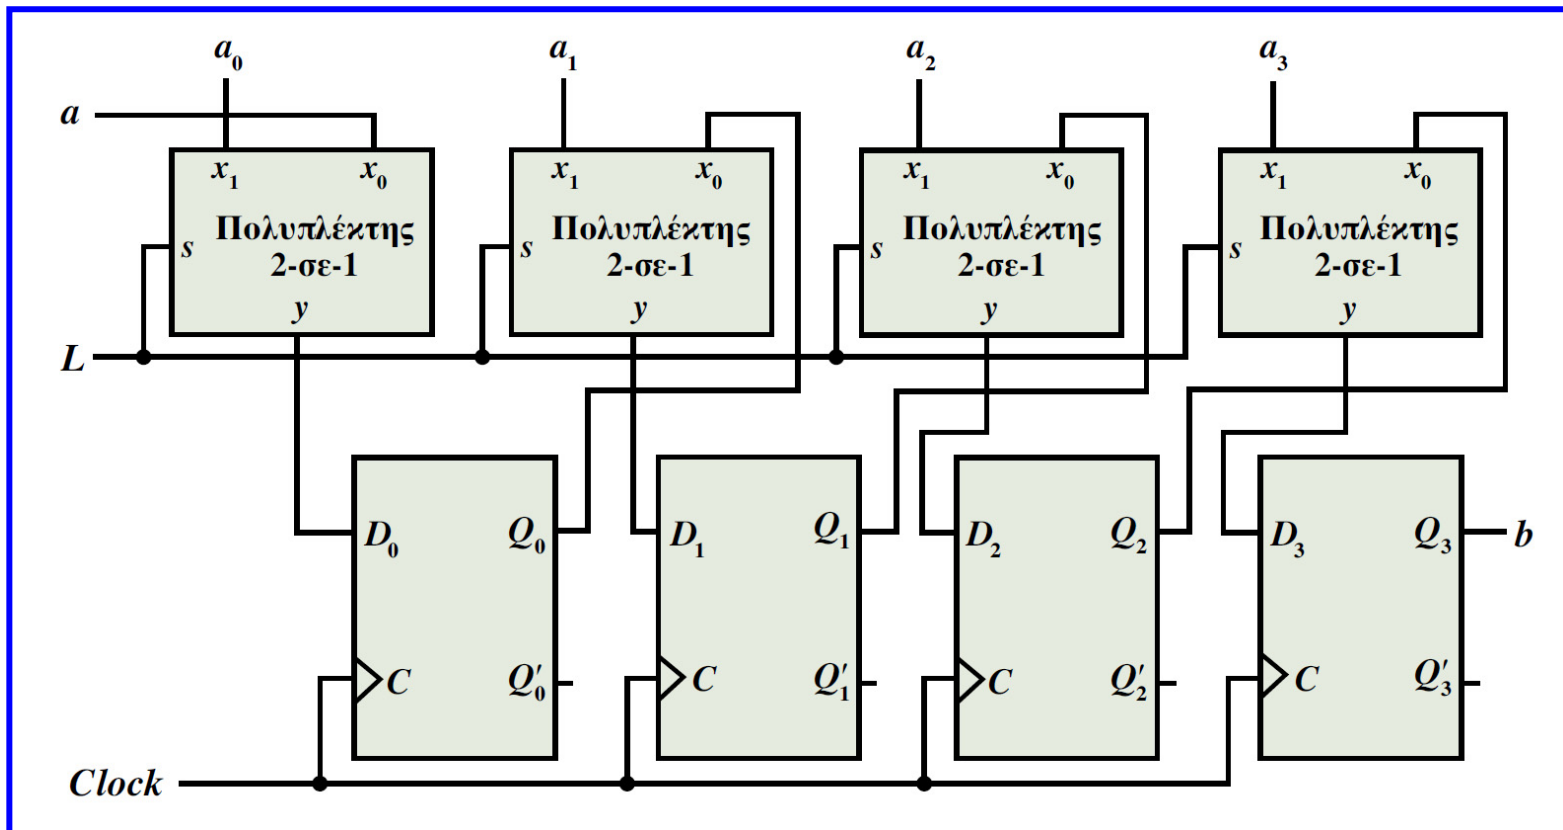 a₀ a₁ a₂ a₃
a
x₁ x₀ x₁ x₀ x₁ x₀ x₁ x₀
s Πολυπλέκτης s Πολυπλέκτης s Πολυπλέκτης s Πολυπλέκτης
2-σε-1 2-σε-1 2-σε-1 2-σε-1
y y y y
L
D₀ Q₀ D₁ Q₁ D₂ Q₂ D₃ Q₃ b
C Q′₀ C Q′₁ C Q′₂ C Q′₃
Clock